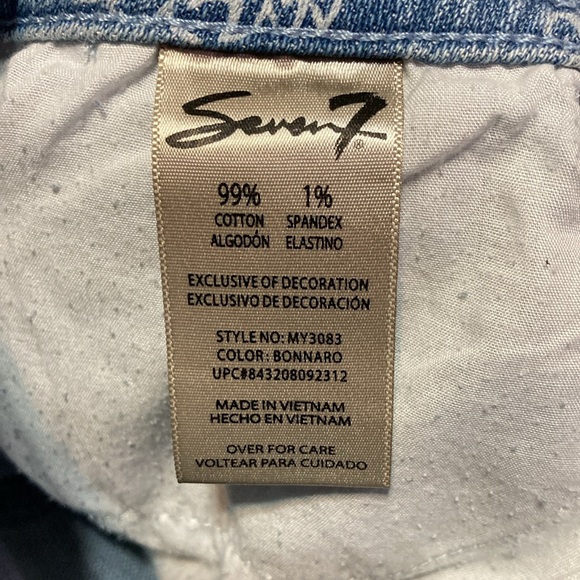 Seven7®
99% 1%
COTTON SPANDEX
ALGODÓN ELASTINO
EXCLUSIVE OF DECORATION
EXCLUSIVO DE DECORACIÓN
STYLE NO: MY3083
COLOR: BONNARO
UPC#843208092312
MADE IN VIETNAM
HECHO EN VIETNAM
OVER FOR CARE
VOLTEAR PARA CUIDADO